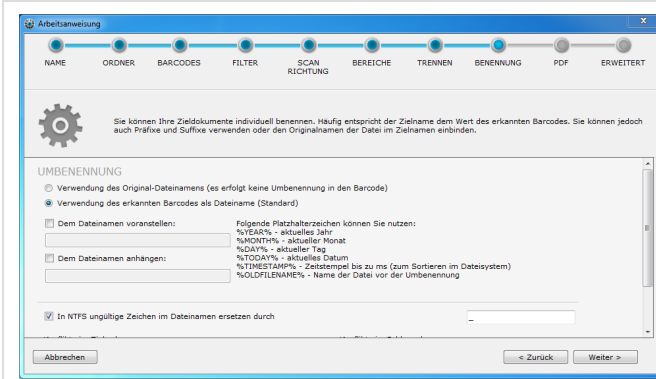 Arbeitsanweisung
NAME
ORDNER
BARCODES
FILTER
SCAN
RICHTUNG
BEREICHE
TRENNEN
BENENNUNG
PDF
ERWEITERT
Sie können Ihre Zieldokumente individuell benennen. Häufig entspricht der Zielname dem Wert des erkannten Barcodes. Sie können jedoch
auch Präfixe und Suffixe verwenden oder den Originalnamen der Datei im Zielnamen einbinden.
UMBENENNUNG
Verwendung des Original-Dateinamens (es erfolgt keine Umbenennung in den Barcode)
Verwendung des erkannten Barcodes als Dateiname (Standard)
Dem Dateinamen voranstellen:
Folgende Platzhalterzeichen können Sie nutzen:
%YEAR% - aktuelles Jahr
%MONTH% - aktueller Monat
%DAY% - aktueller Tag
Dem Dateinamen anhängen:
%TODAY% - aktuelles Datum
%TIMESTAMP% - Zeitstempel bis zu ms (zum Sortieren im Dateisystem)
%OLDFILENAME% - Name der Datei vor der Umbenennung
In NTFS ungültige Zeichen im Dateinamen ersetzen durch
_
Abbrechen
< Zurück
Weiter >